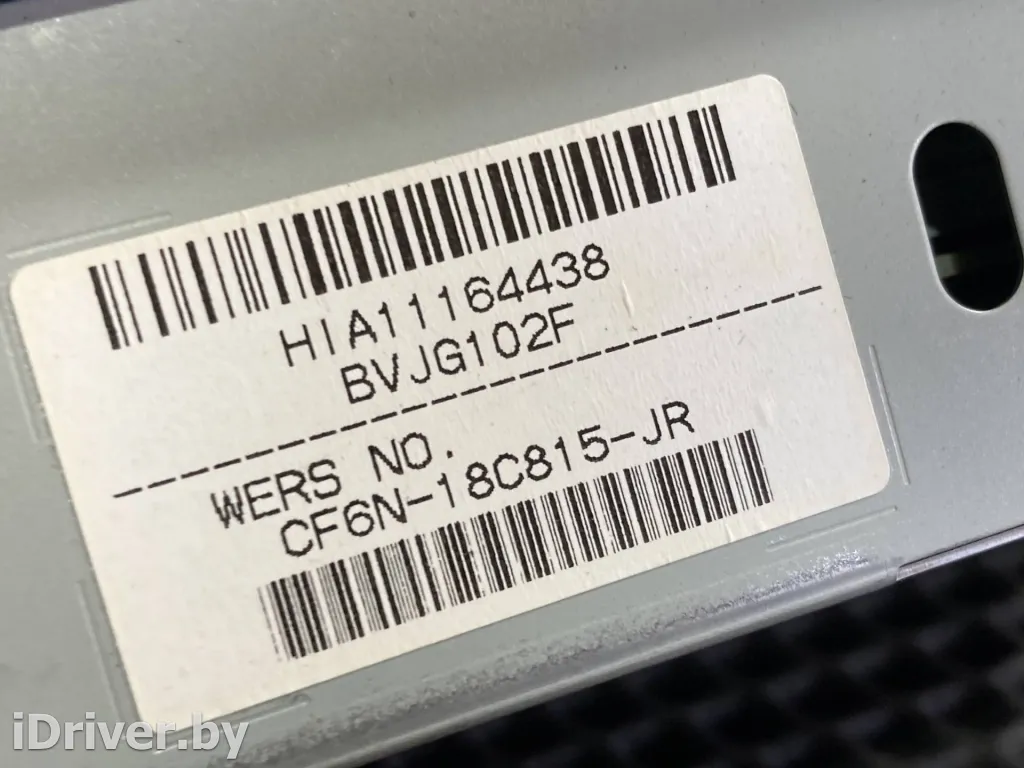 HIA11164438
BVJG102F
WERS NO.
CF6N-18C815-JR
iDriver.by